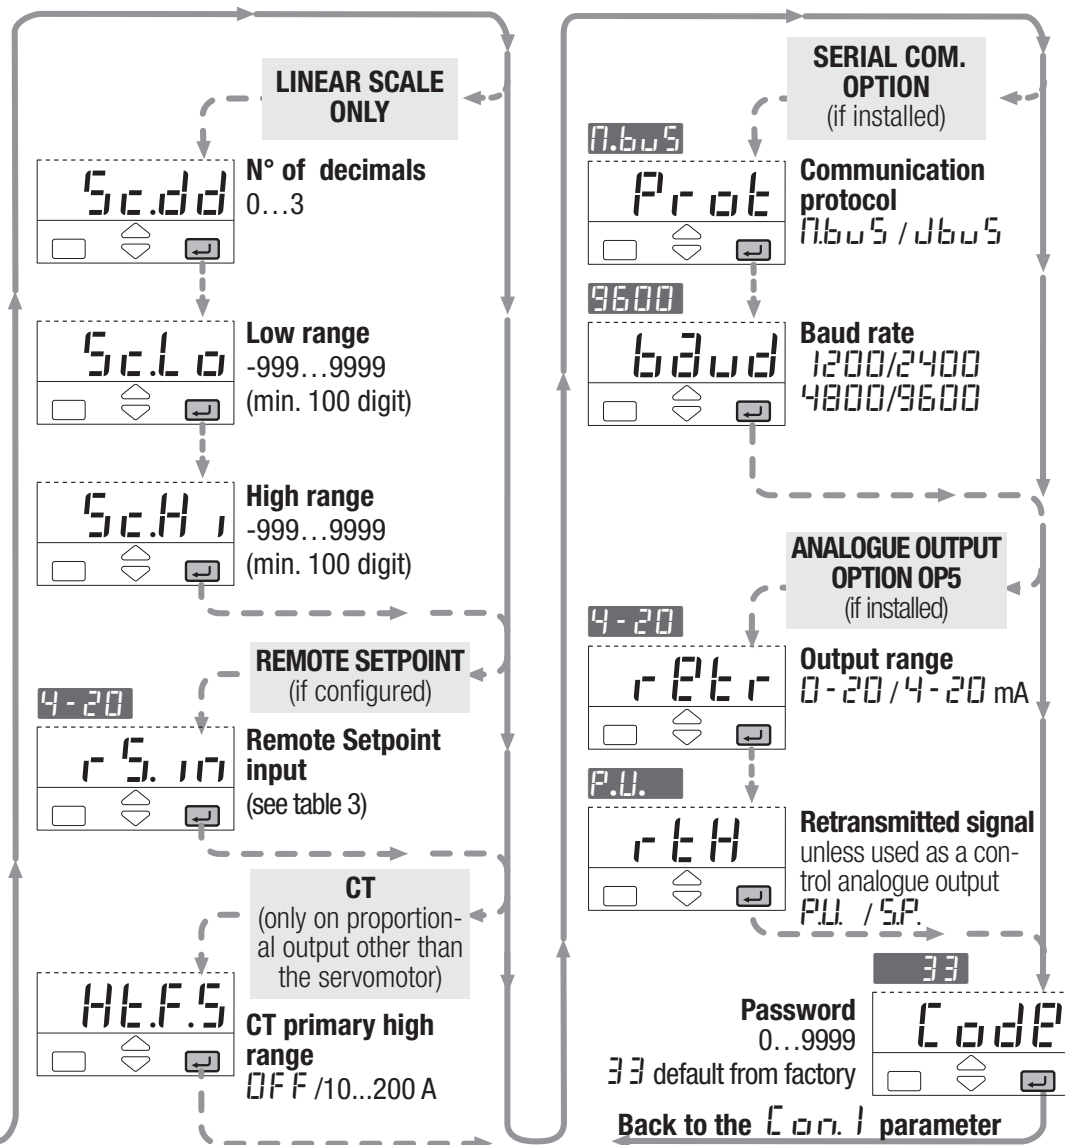 LINEAR SCALE
ONLY
Sc.dd
N° of decimals
0…3
Sc.Lo
Low range
-999…9999
(min. 100 digit)
Sc.Hi
High range
-999…9999
(min. 100 digit)
REMOTE SETPOINT
(if configured)
4-20
rS.in
Remote Setpoint
input
(see table 3)
CT
(only on proportion-
al output other than
the servomotor)
Ht.F.S
CT primary high
range
OFF/10...200 A
SERIAL COM.
OPTION
(if installed)
M.buS
Prot
Communication
protocol
M.buS / JbuS
9600
baud
Baud rate
1200/2400
4800/9600
ANALOGUE OUTPUT
OPTION OP5
(if installed)
4-20
retr
Output range
0-20 / 4-20 mA
P.U.
rtH
Retransmitted signal
unless used as a con-
trol analogue output
P.U. / S.P.
33
Code
Password
0…9999
33 default from factory
Back to the Con.1 parameter